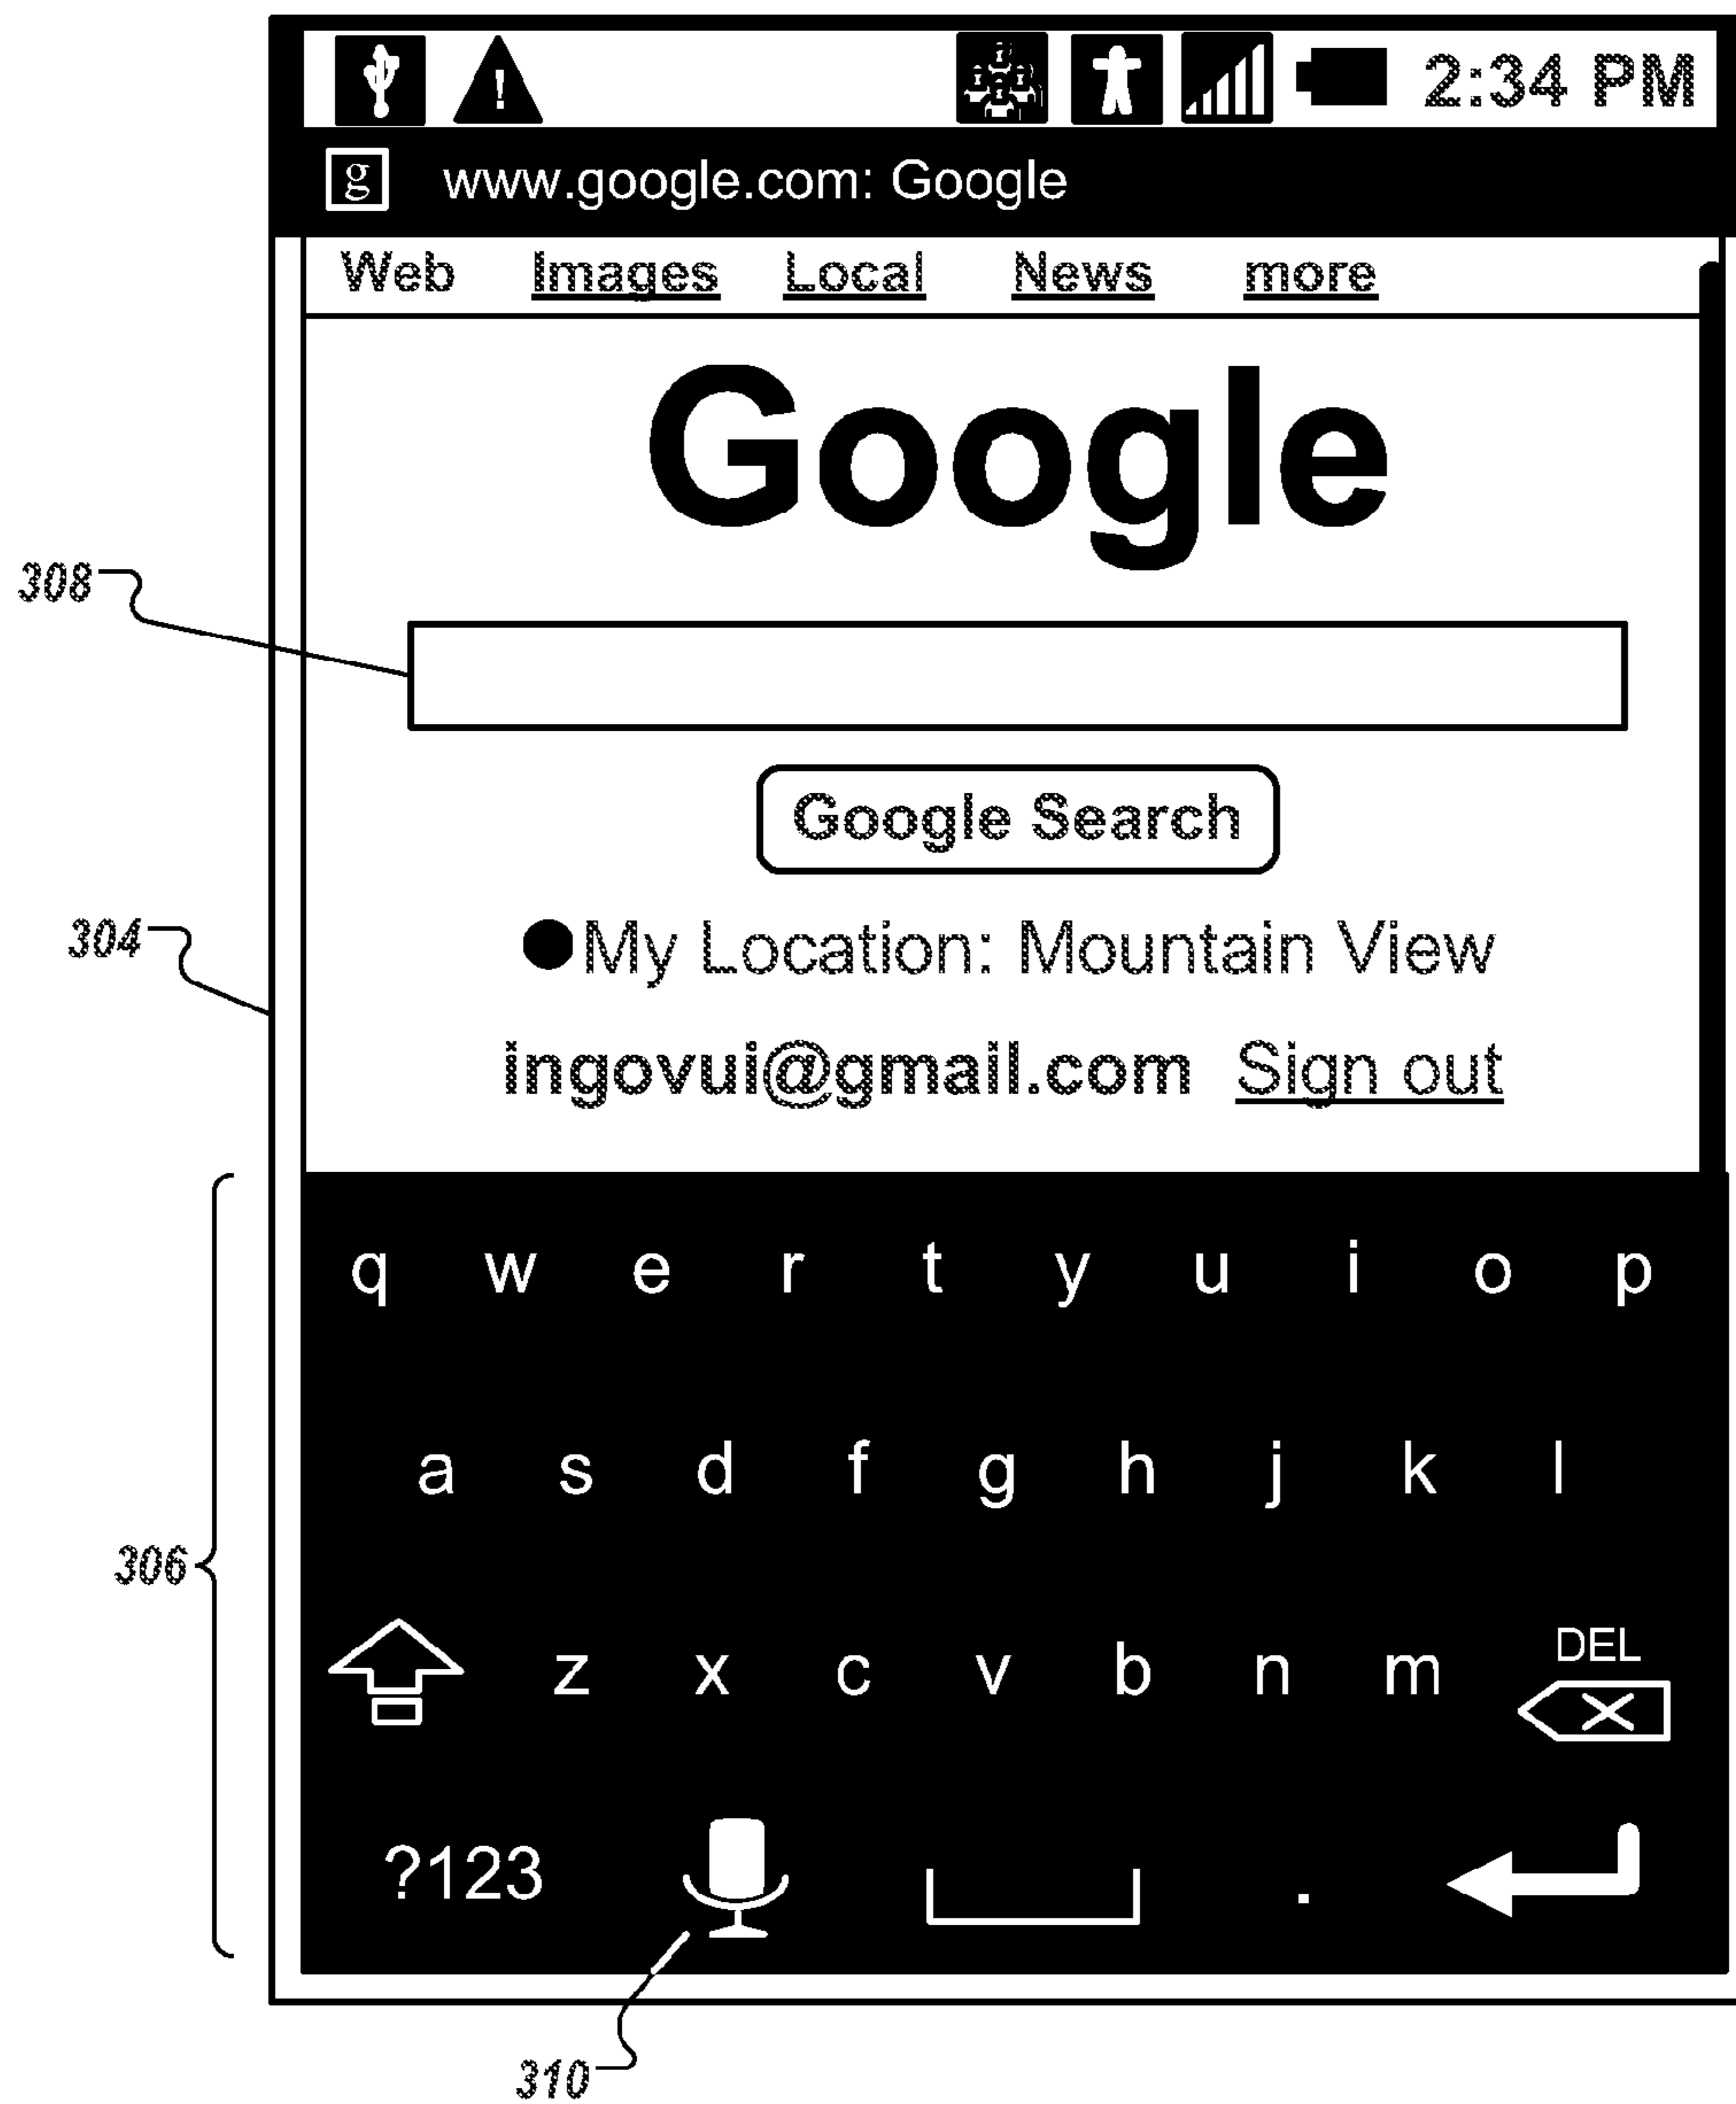 ! 2:34 PM
g www.google.com: Google
Web Images Local News more
Google
308
Google Search
304 My Location: Mountain View
ingovui@gmail.com Sign out
q w e r t y u i o p
a s d f g h j k l
306
z x c v b n m DEL
?123 .
310